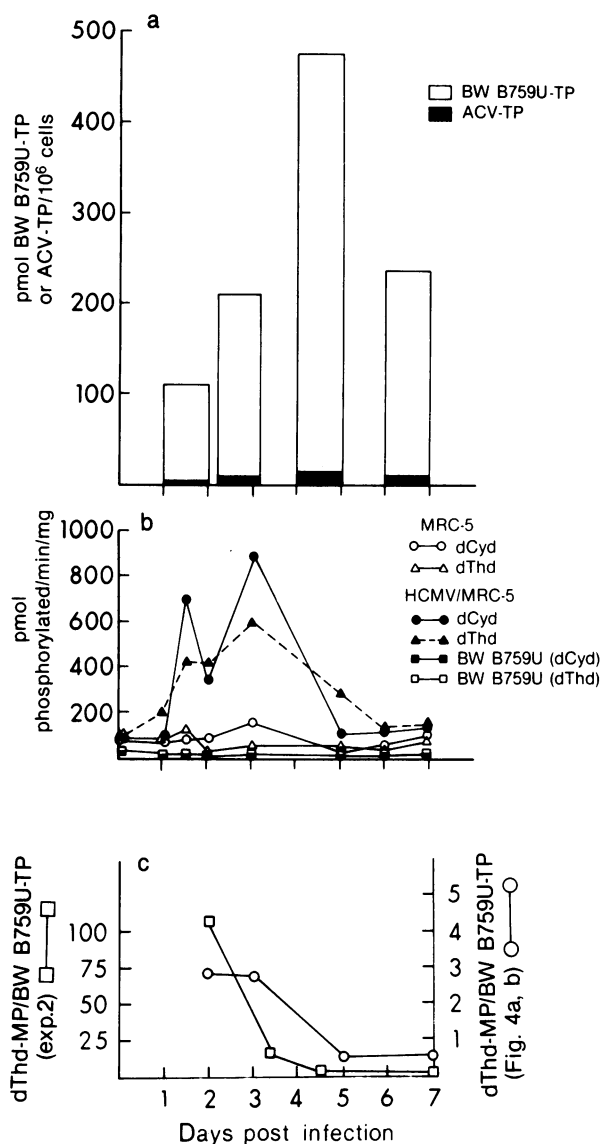 a
500
400
300
200
100
pmol BW B759U-TP
or ACV-TP/10⁶ cells
BW B759U-TP
ACV-TP
b
1000
800
600
400
200
pmol
phosphorylated/min/mg
MRC-5
dCyd
dThd
HCMV/MRC-5
dCyd
dThd
BW B759U (dCyd)
BW B759U (dThd)
c
100
75
50
25
dThd-MP/BW B759U-TP
(exp.2)
5
4
3
2
1
dThd-MP/BW B759U-TP
(Fig. 4a, b)
1 2 3 4 5 6 7
Days post infection